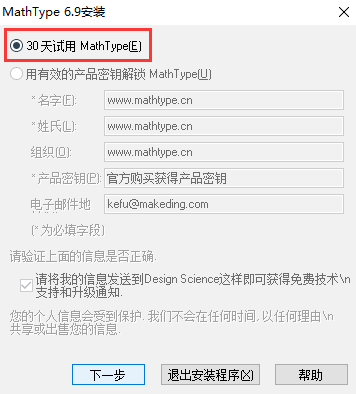 MathType 6.9安装
30天试用 MathType(E)
用有效的产品密钥解锁 MathType(U)
*名字(F): www.mathtype.cn
*姓氏(L): www.mathtype.cn
组织(O): www.mathtype.cn
*产品密钥(P): 官方购买获得产品密钥
电子邮件地 kefu@makeding.com
(* 为必填字段)
请验证上面的信息是否正确.
请将我的信息发送到Design Science这样即可获得免费技术\n
支持和升级通知.
您的个人信息会受到保护. 我们不会在任何时间, 以任何理由\n
共享或出售您的信息.
下一步 退出安装程序(X) 帮助